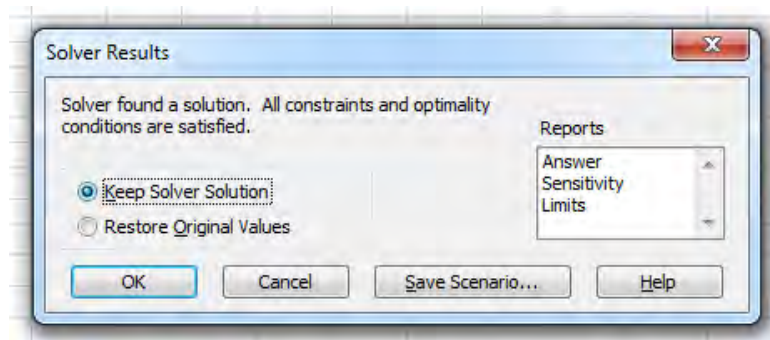 Solver Results
Solver found a solution. All constraints and optimality
conditions are satisfied.
Reports
Answer
Sensitivity
Limits
Keep Solver Solution
Restore Original Values
OK
Cancel
Save Scenario...
Help